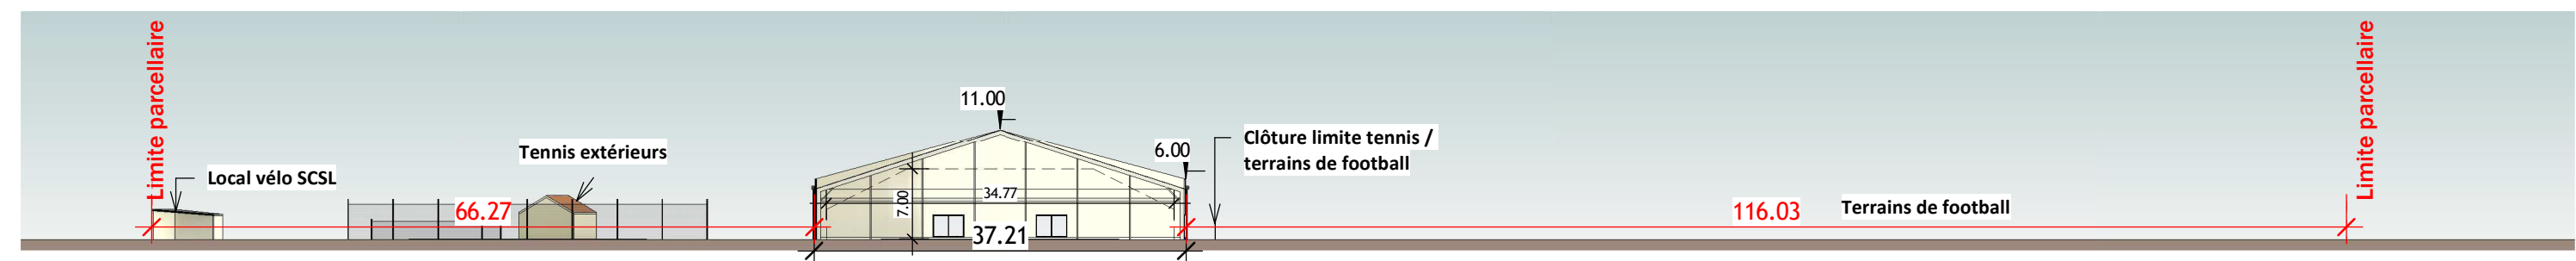 Limite parcellaire
Local vélo SCSL
Tennis extérieurs
66.27
11.00
6.00
7.00
34.77
37.21
Clôture limite tennis /
terrains de football
116.03
Terrains de football
Limite parcellaire